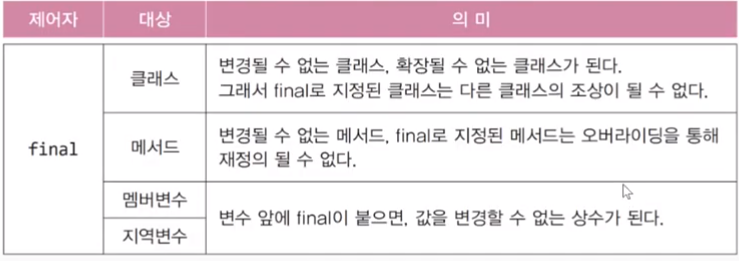 제어자 대상 의 미
final
클래스
변경될 수 없는 클래스, 확장될 수 없는 클래스가 된다.
그래서 final로 지정된 클래스는 다른 클래스의 조상이 될 수 없다.
메서드
변경될 수 없는 메서드, final로 지정된 메서드는 오버라이딩을 통해
재정의 될 수 없다.
멤버변수
지역변수
변수 앞에 final이 붙으면, 값을 변경할 수 없는 상수가 된다.